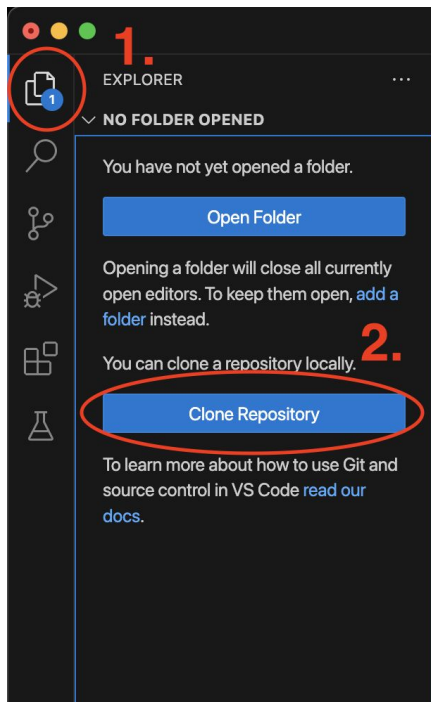 1.
EXPLORER
...
1
NO FOLDER OPENED
You have not yet opened a folder.
Open Folder
Opening a folder will close all currently
open editors. To keep them open, add a
folder instead.
2.
You can clone a repository locally.
Clone Repository
To learn more about how to use Git and
source control in VS Code read our
docs.